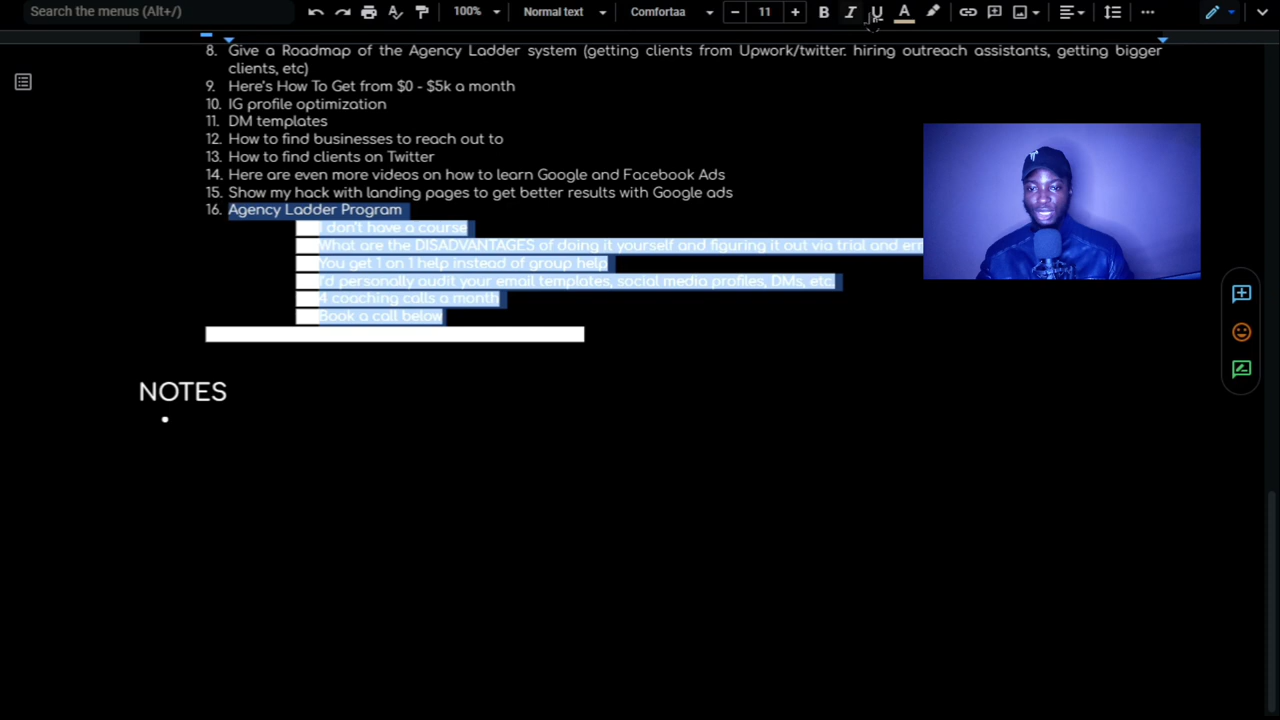 Search the menus (Alt+/)
100%
Normal text
Comfortaa
11
B
I
U
A
8. Give a Roadmap of the Agency Ladder system (getting clients from Upwork/twitter. hiring outreach assistants, getting bigger
clients, etc)
9. Here's How To Get from $0 - $5k a month
10. IG profile optimization
11. DM templates
12. How to find businesses to reach out to
13. How to find clients on Twitter
14. Here are even more videos on how to learn Google and Facebook Ads
15. Show my hack with landing pages to get better results with Google ads
16. Agency Ladder Program
I don't have a course
What are the DISADVANTAGES of doing it yourself and figuring it out via trial and
You get 1 on 1 help instead of group help
I'd personally audit your email templates, social media profiles, DMs, etc.
4 coaching calls a month
Book a call below
NOTES